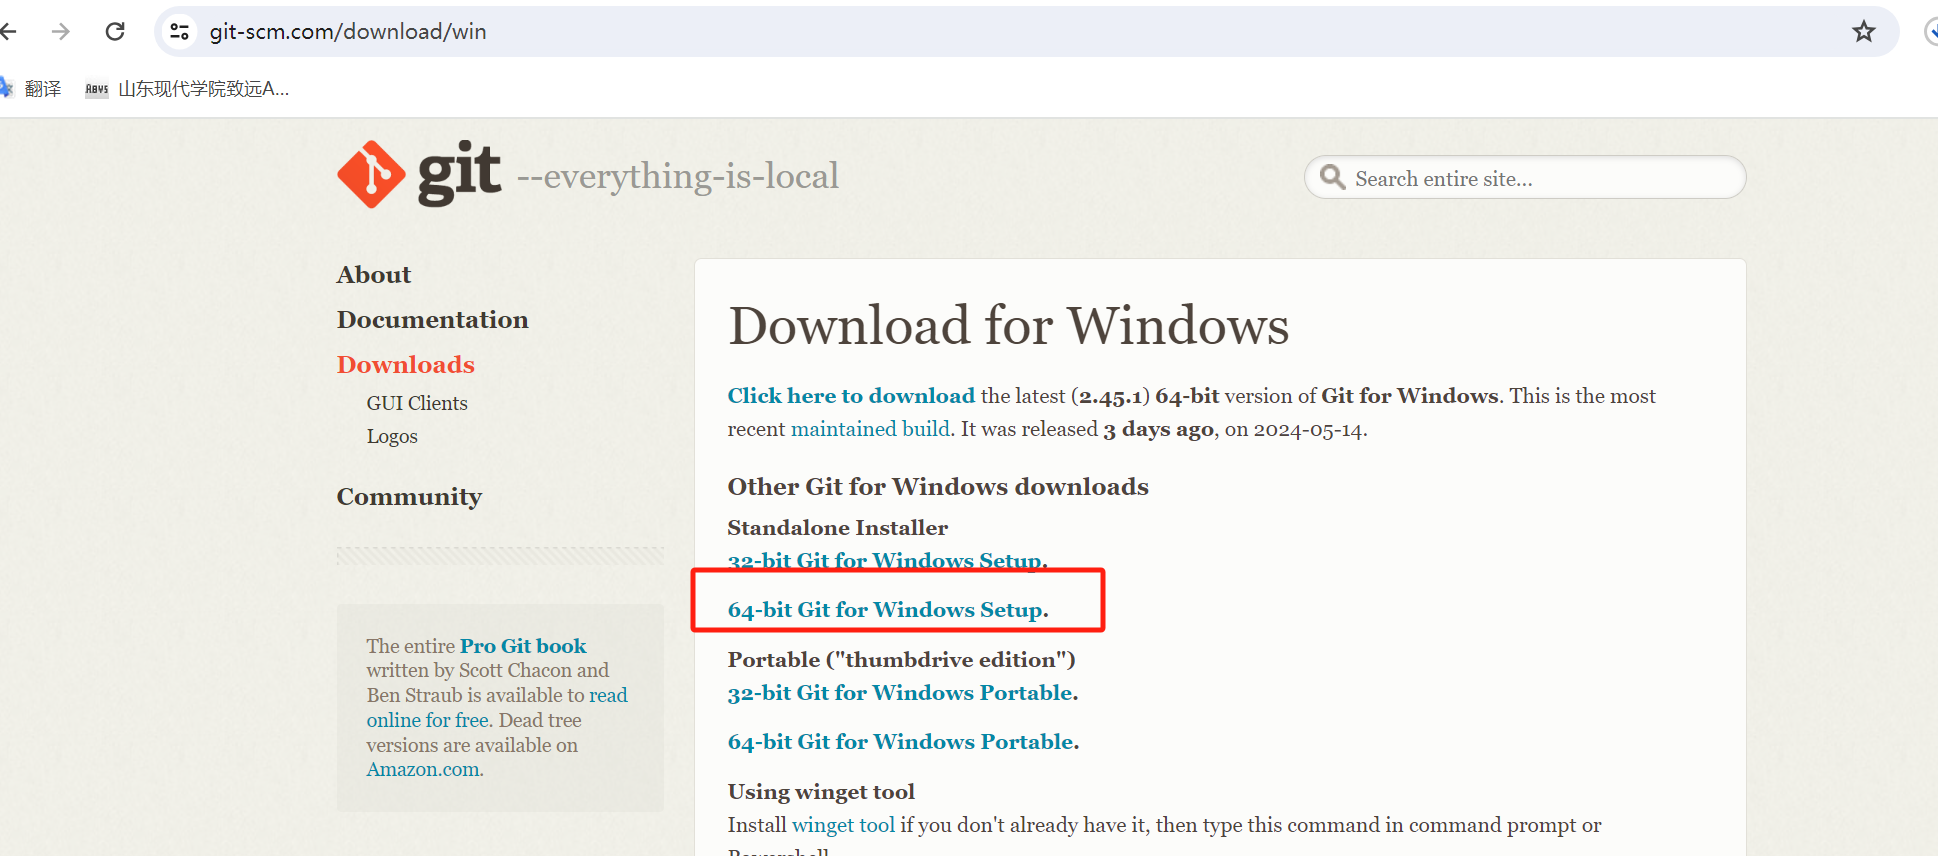 git-scm.com/download/win
翻译 ABYS 山东现代学院致远A...
git --everything-is-local
Search entire site...
About
Documentation
Downloads
GUI Clients
Logos
Community
The entire Pro Git book
written by Scott Chacon and
Ben Straub is available to read
online for free. Dead tree
versions are available on
Amazon.com.
Download for Windows
Click here to download the latest (2.45.1) 64-bit version of Git for Windows. This is the most
recent maintained build. It was released 3 days ago, on 2024-05-14.
Other Git for Windows downloads
Standalone Installer
32-bit Git for Windows Setup.
64-bit Git for Windows Setup.
Portable ("thumbdrive edition")
32-bit Git for Windows Portable.
64-bit Git for Windows Portable.
Using winget tool
Install winget tool if you don't already have it, then type this command in command prompt or
Powershell.